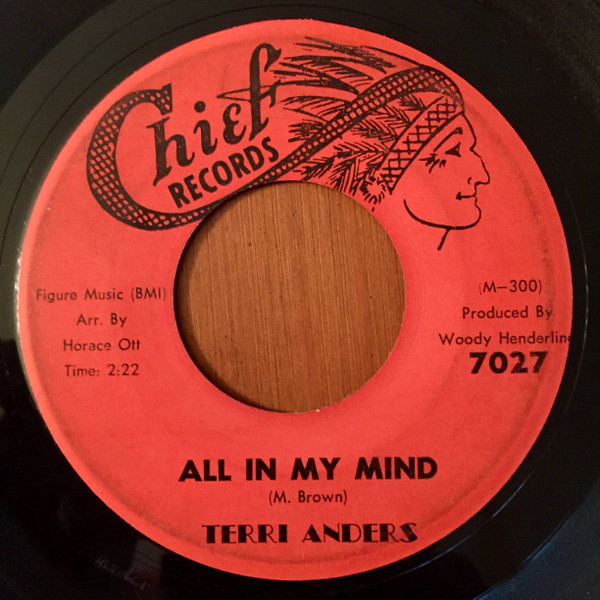 Chief
RECORDS
Figure Music (BMI)
Arr. By
Horace Ott
Time: 2:22
(M-300)
Produced By
Woody Henderling
7027
ALL IN MY MIND
(M. Brown)
TERRI ANDERS